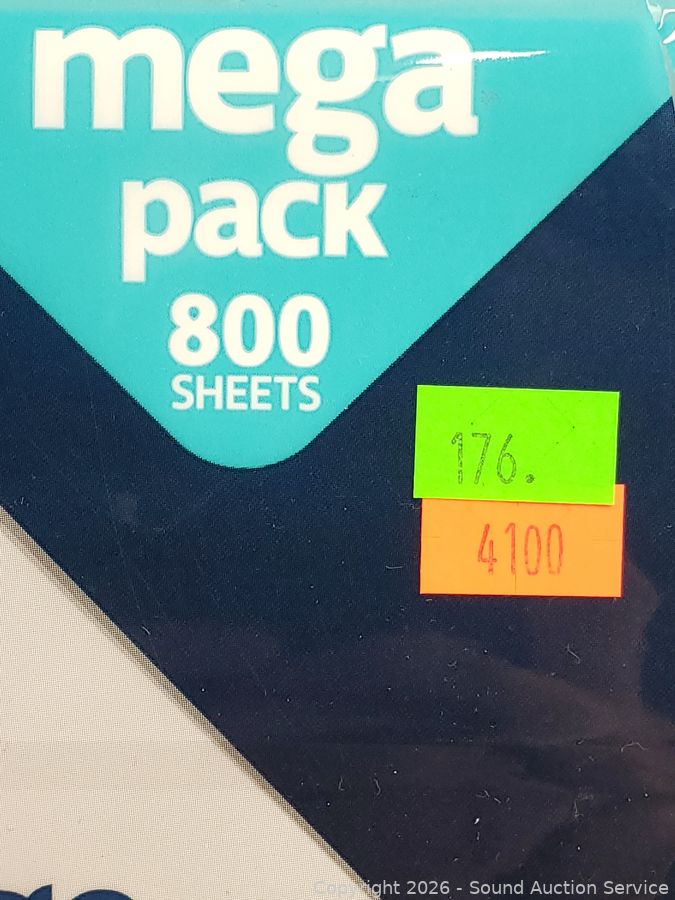 mega
pack
800
SHEETS
176.
4100
Copyright 2026 - Sound Auction Service